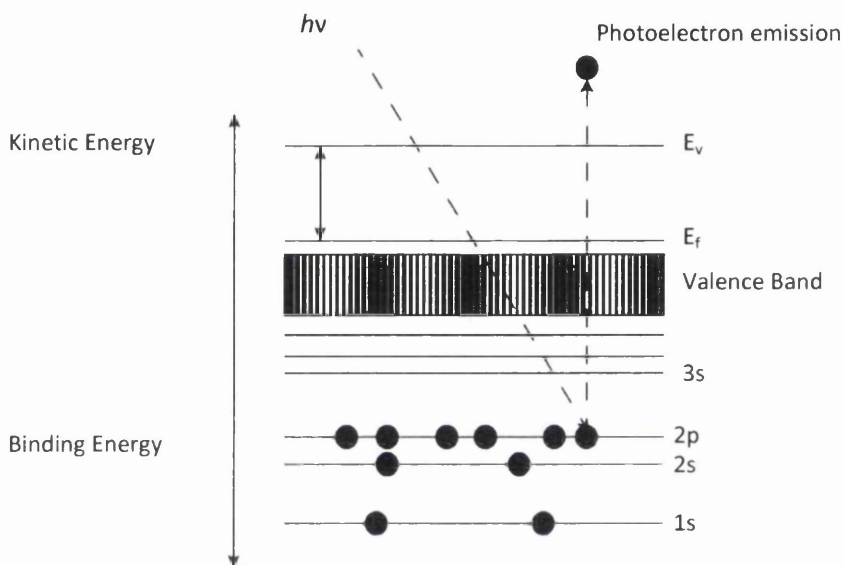 hν
Photoelectron emission
Kinetic Energy
Eᵥ
E_f
Valence Band
3s
2p
Binding Energy
2s
1s